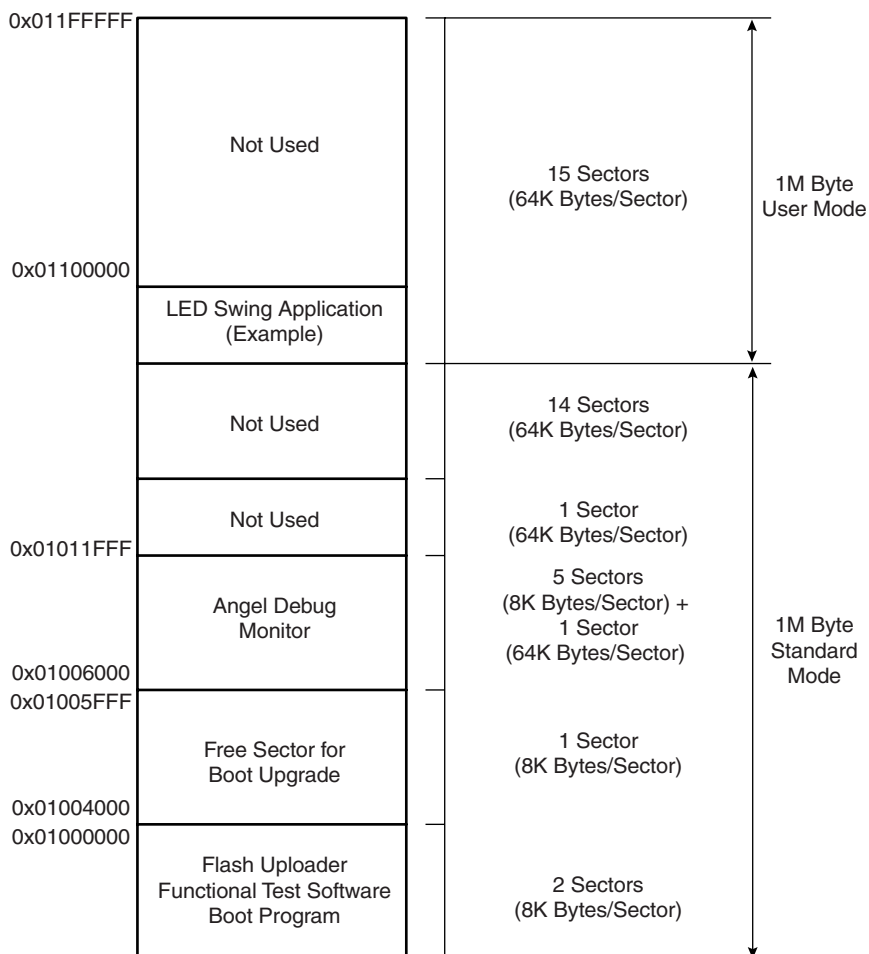 0x011FFFFF
Not Used
15 Sectors
(64K Bytes/Sector)
1M Byte
User Mode
0x01100000
LED Swing Application
(Example)
Not Used
14 Sectors
(64K Bytes/Sector)
Not Used
1 Sector
(64K Bytes/Sector)
0x01011FFF
Angel Debug
Monitor
5 Sectors
(8K Bytes/Sector) +
1 Sector
(64K Bytes/Sector)
1M Byte
Standard
Mode
0x01006000
0x01005FFF
Free Sector for
Boot Upgrade
1 Sector
(8K Bytes/Sector)
0x01004000
0x01000000
Flash Uploader
Functional Test Software
Boot Program
2 Sectors
(8K Bytes/Sector)